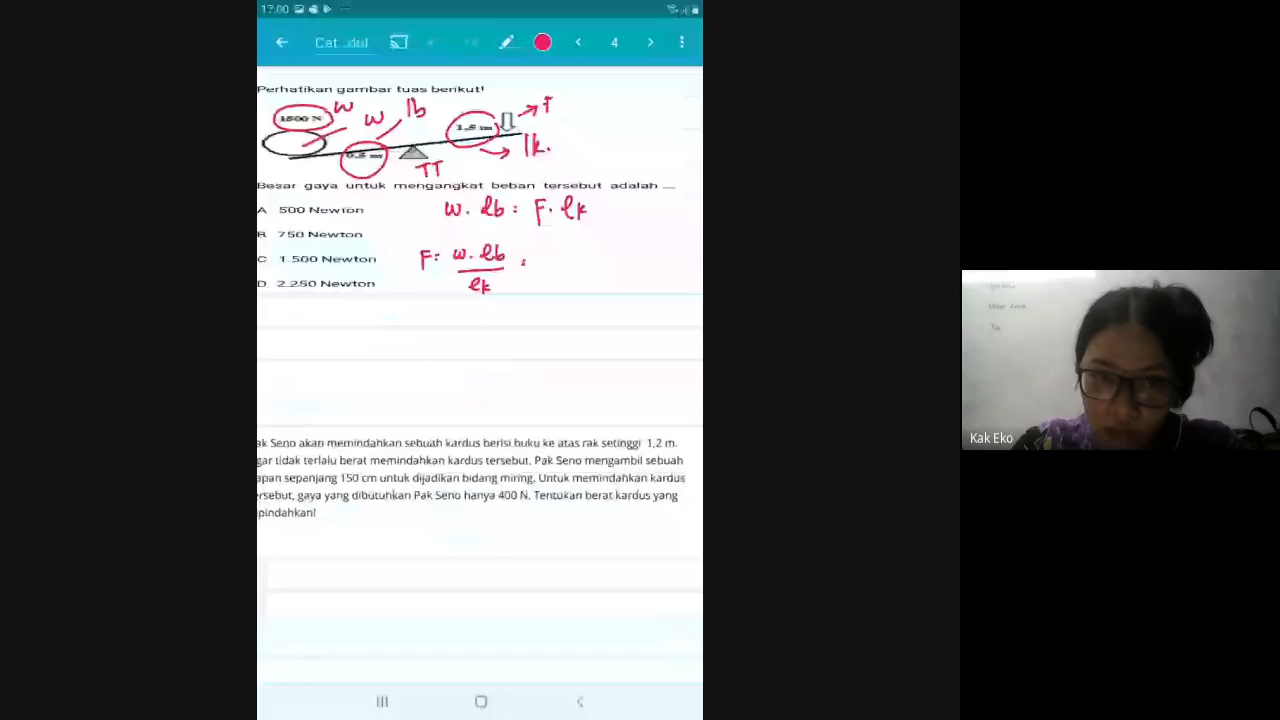 17:00
Cat...dul
4
Perhatikan gambar tuas berikut!
1500 N W W lb 1,5 m F
0,5 m TT lk.
Besar gaya untuk mengangkat beban tersebut adalah ...
A 500 Newton
B 750 Newton
C 1.500 Newton
D. 2.250 Newton
w. lb = F. lk
F = w. lb =
lk
ak Seno akan memindahkan sebuah kardus berisi buku ke atas rak setinggi 1,2 m.
gar tidak terlalu berat memindahkan kardus tersebut, Pak Seno mengambil sebuah
apan sepanjang 150 cm untuk dijadikan bidang miring. Untuk memindahkan kardus
ersebut, gaya yang dibutuhkan Pak Seno hanya 400 N. Tentukan berat kardus yang
ipindahkan!
Kak Eko